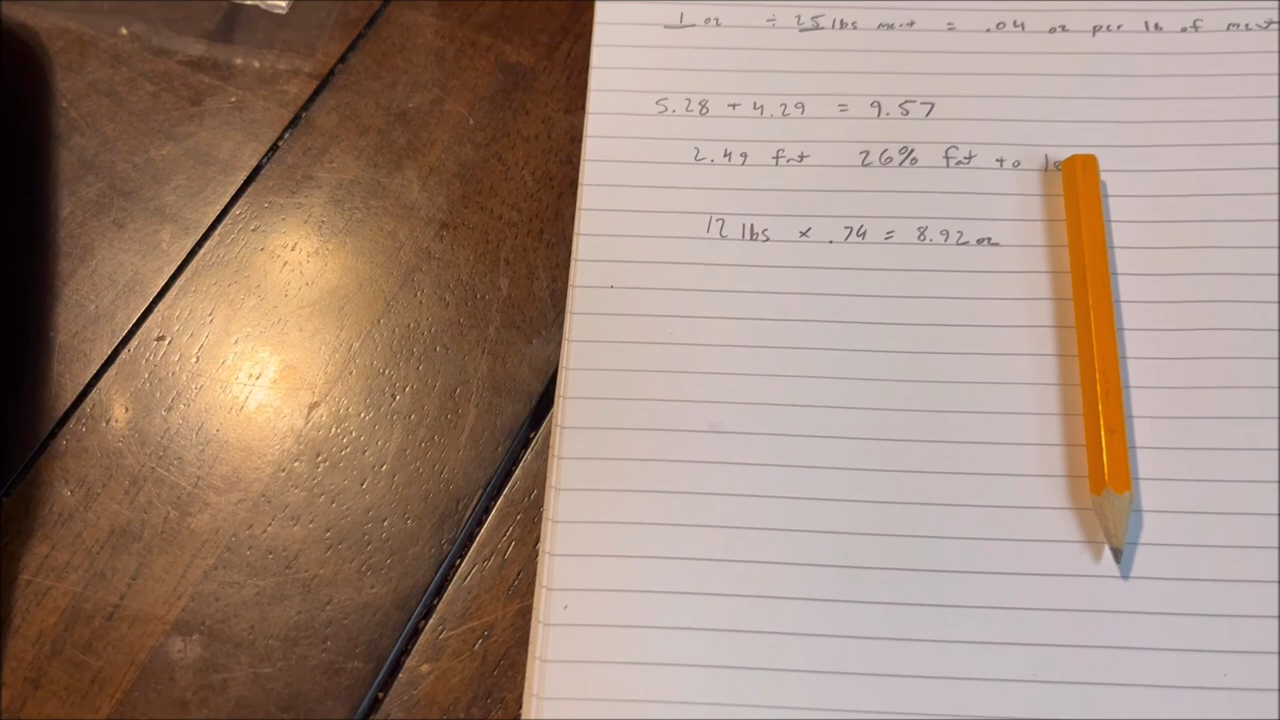 1 oz ÷ 25 lbs meat = .04 oz per lb of meat
5.28 + 4.29 = 9.57
2.49 fat 26% fat to
12 lbs × .74 = 8.92 oz